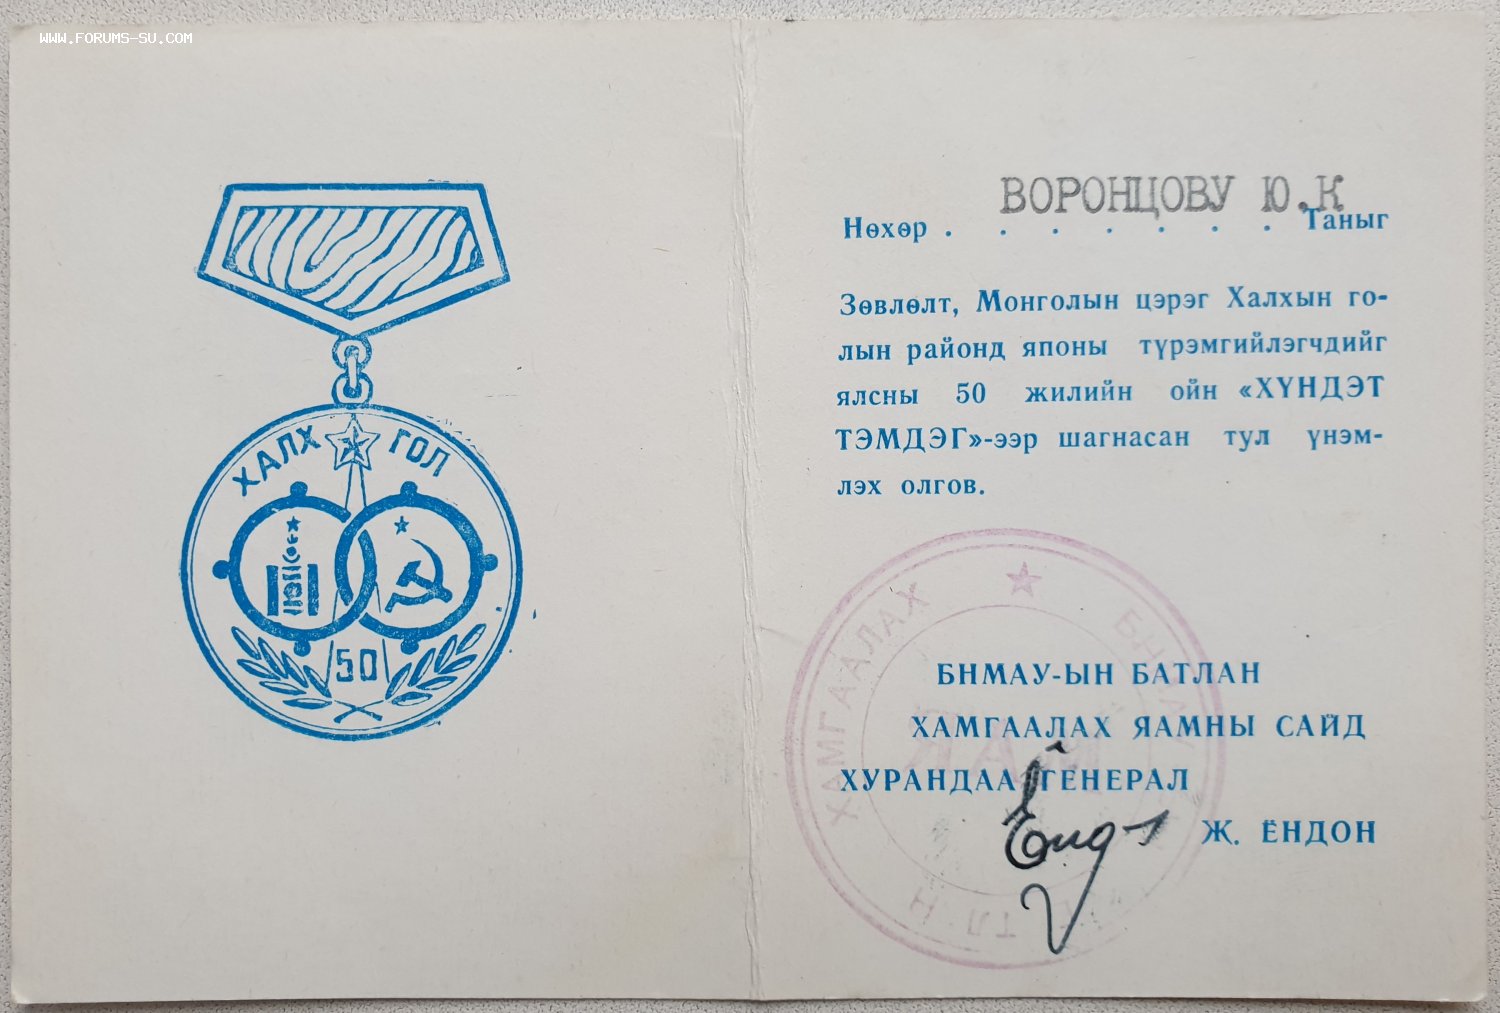 WWW.FORUMS-SU.COM
ХАЛХ ГОЛ
50
ВОРОНЦОВУ Ю.К
Нөхөр . . . . . . . Таныг
Зөвлөлт, Монголын цэрэг Халхын го-
лын районд японы түрэмгийлэгчдийг
ялсны 50 жилийн ойн «ХҮНДЭТ
ТЭМДЭГ»-ээр шагнасан тул үнэм-
лэх олгов.
БНМАУ-ЫН БАТЛАН
ХАМГААЛАХ ЯАМНЫ САЙД
ХУРАНДАА ГЕНЕРАЛ
Ж. ЁНДОН
ХАМГААЛАХ